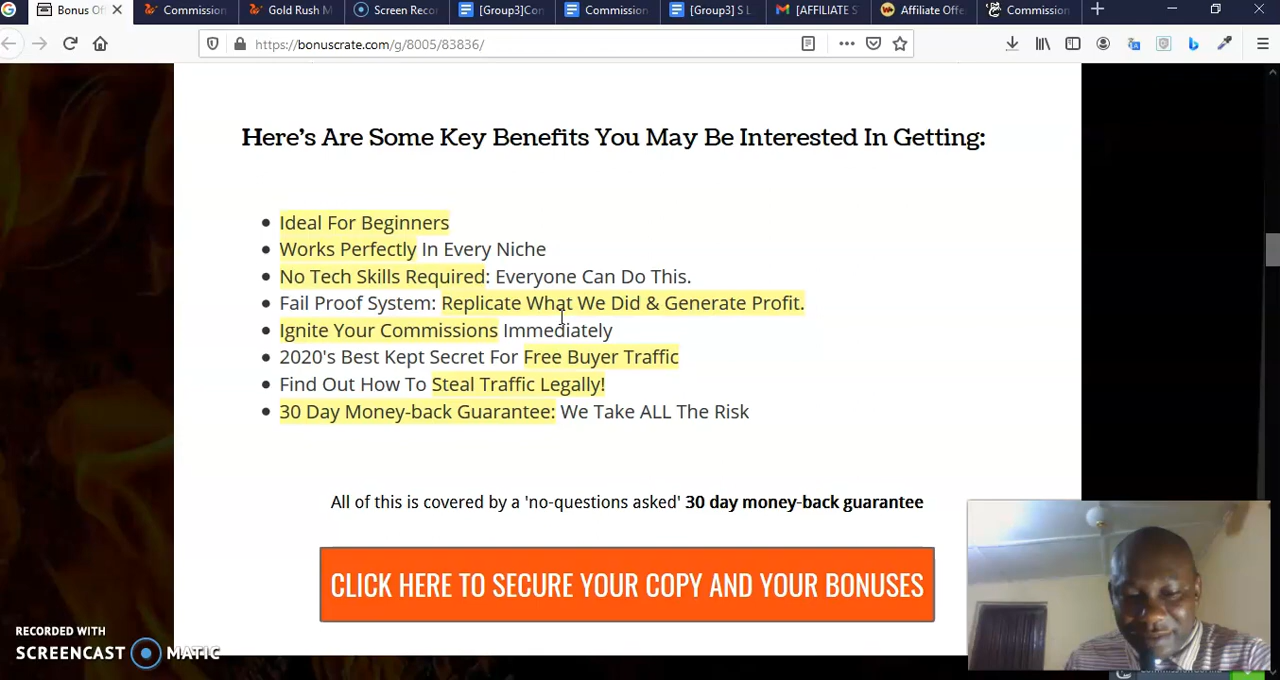 Bonus Of
Commission
Gold Rush M
Screen Reco
[Group3]Con
Commission
[Group3] S L
[AFFILIATE S
Affiliate Offe
Commission
https://bonuscrate.com/g/8005/83836/
Here's Are Some Key Benefits You May Be Interested In Getting:
Ideal For Beginners
Works Perfectly In Every Niche
No Tech Skills Required: Everyone Can Do This.
Fail Proof System: Replicate What We Did & Generate Profit.
Ignite Your Commissions Immediately
2020's Best Kept Secret For Free Buyer Traffic
Find Out How To Steal Traffic Legally!
30 Day Money-back Guarantee: We Take ALL The Risk
All of this is covered by a 'no-questions asked' 30 day money-back guarantee
CLICK HERE TO SECURE YOUR COPY AND YOUR BONUSES
RECORDED WITH
SCREENCAST MATIC